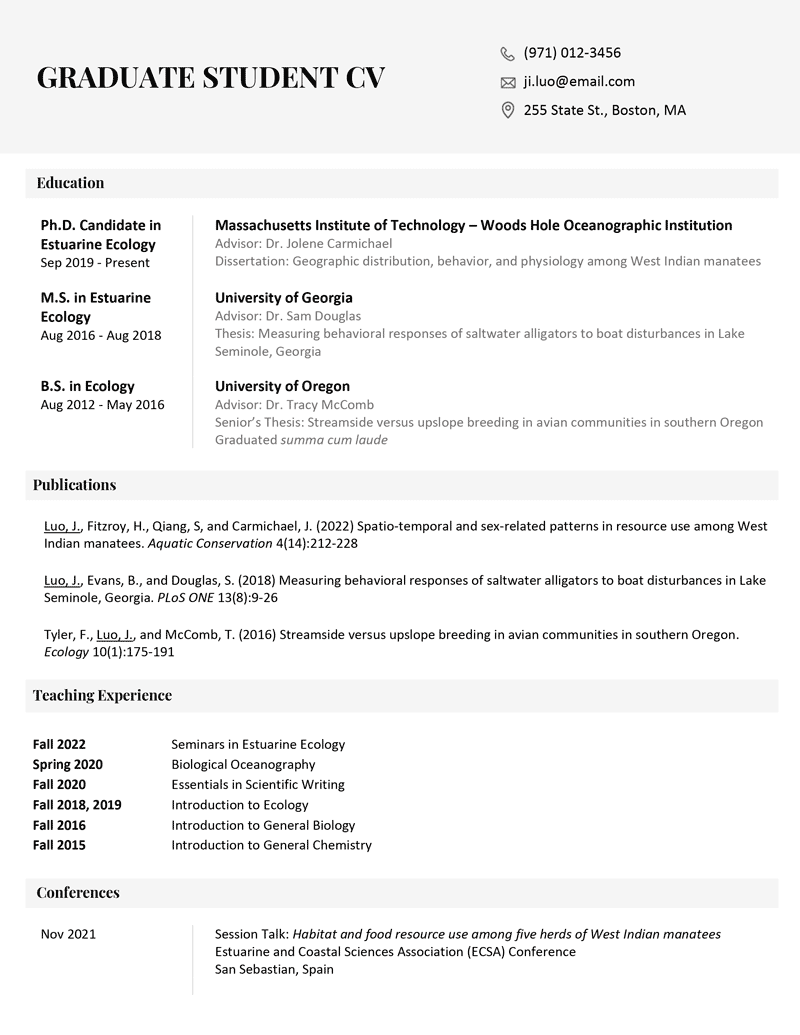 GRADUATE STUDENT CV
(971) 012-3456
ji.luo@email.com
255 State St., Boston, MA
Education
Ph.D. Candidate in
Estuarine Ecology
Sep 2019 - Present
Massachusetts Institute of Technology – Woods Hole Oceanographic Institution
Advisor: Dr. Jolene Carmichael
Dissertation: Geographic distribution, behavior, and physiology among West Indian manatees
M.S. in Estuarine
Ecology
Aug 2016 - Aug 2018
University of Georgia
Advisor: Dr. Sam Douglas
Thesis: Measuring behavioral responses of saltwater alligators to boat disturbances in Lake
Seminole, Georgia
B.S. in Ecology
Aug 2012 - May 2016
University of Oregon
Advisor: Dr. Tracy McComb
Senior’s Thesis: Streamside versus upslope breeding in avian communities in southern Oregon
Graduated summa cum laude
Publications
Luo, J., Fitzroy, H., Qiang, S, and Carmichael, J. (2022) Spatio-temporal and sex-related patterns in resource use among West
Indian manatees. Aquatic Conservation 4(14):212-228
Luo, J., Evans, B., and Douglas, S. (2018) Measuring behavioral responses of saltwater alligators to boat disturbances in Lake
Seminole, Georgia. PLoS ONE 13(8):9-26
Tyler, F., Luo, J., and McComb, T. (2016) Streamside versus upslope breeding in avian communities in southern Oregon.
Ecology 10(1):175-191
Teaching Experience
Fall 2022 Seminars in Estuarine Ecology
Spring 2020 Biological Oceanography
Fall 2020 Essentials in Scientific Writing
Fall 2018, 2019 Introduction to Ecology
Fall 2016 Introduction to General Biology
Fall 2015 Introduction to General Chemistry
Conferences
Nov 2021
Session Talk: Habitat and food resource use among five herds of West Indian manatees
Estuarine and Coastal Sciences Association (ECSA) Conference
San Sebastian, Spain